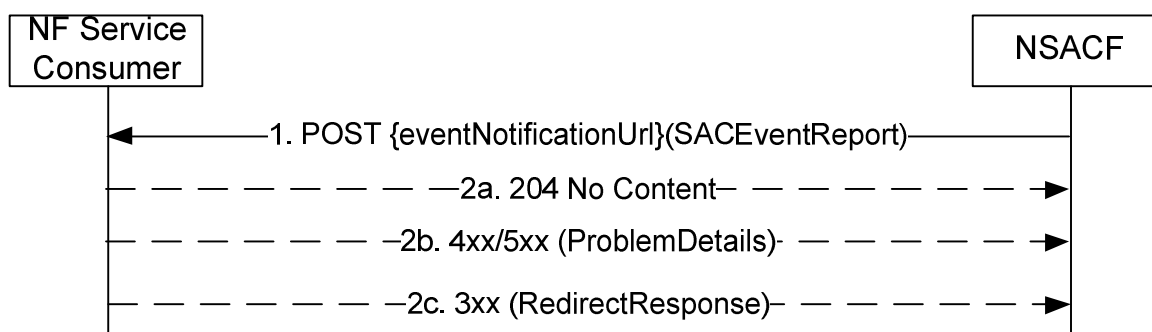 NF Service
Consumer
NSACF
1. POST {eventNotificationUrl}(SACEventReport)
2a. 204 No Content
2b. 4xx/5xx (ProblemDetails)
2c. 3xx (RedirectResponse)